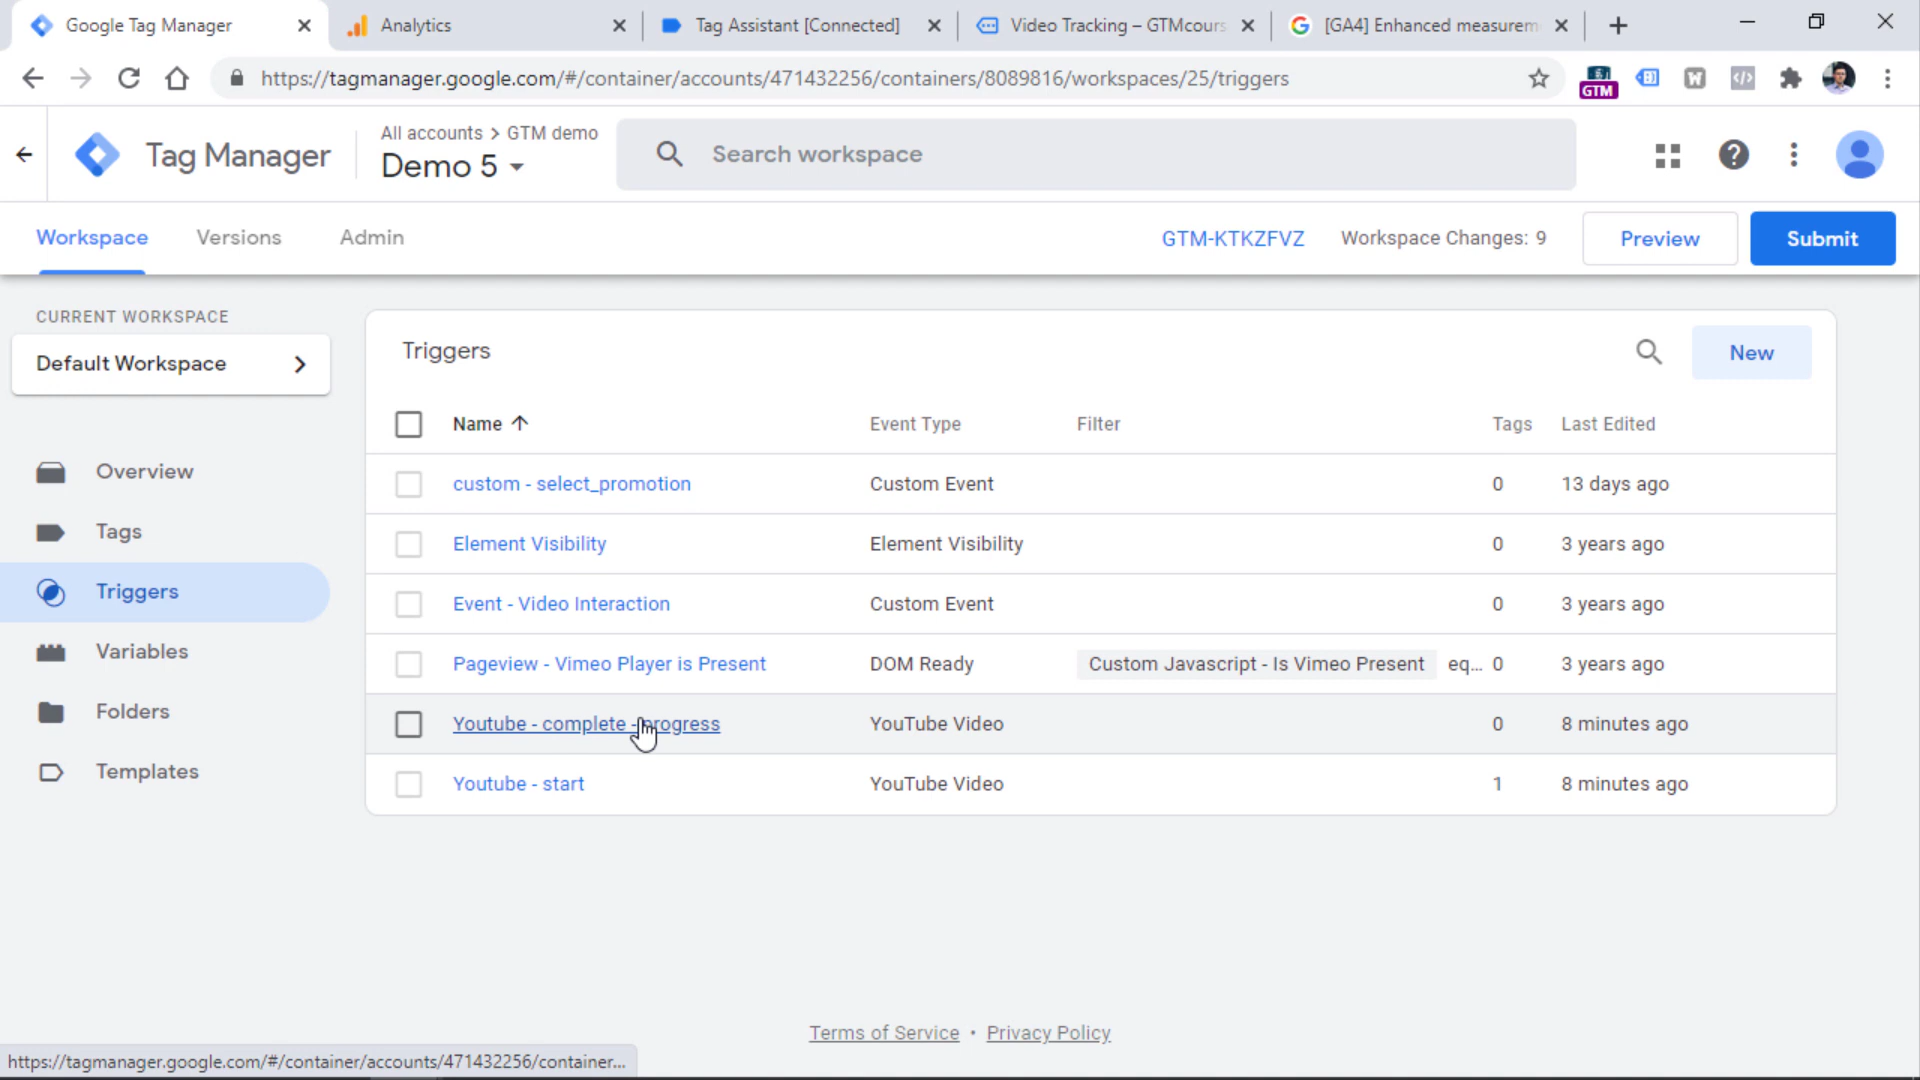 Google Tag Manager
Analytics
Tag Assistant [Connected]
Video Tracking – GTMcours
[GA4] Enhanced measurem
https://tagmanager.google.com/#/container/accounts/471432256/containers/8089816/workspaces/25/triggers
GTM
Tag Manager
All accounts > GTM demo
Demo 5
Search workspace
Workspace
Versions
Admin
GTM-KTKZFVZ
Workspace Changes: 9
Preview
Submit
CURRENT WORKSPACE
Default Workspace
Overview
Tags
Triggers
Variables
Folders
Templates
Triggers
New
Name Event Type Filter Tags Last Edited
custom - select_promotion Custom Event 0 13 days ago
Element Visibility Element Visibility 0 3 years ago
Event - Video Interaction Custom Event 0 3 years ago
Pageview - Vimeo Player is Present DOM Ready Custom Javascript - Is Vimeo Present eq... 0 3 years ago
Youtube - complete - progress YouTube Video 0 8 minutes ago
Youtube - start YouTube Video 1 8 minutes ago
Terms of Service • Privacy Policy
https://tagmanager.google.com/#/container/accounts/471432256/container...